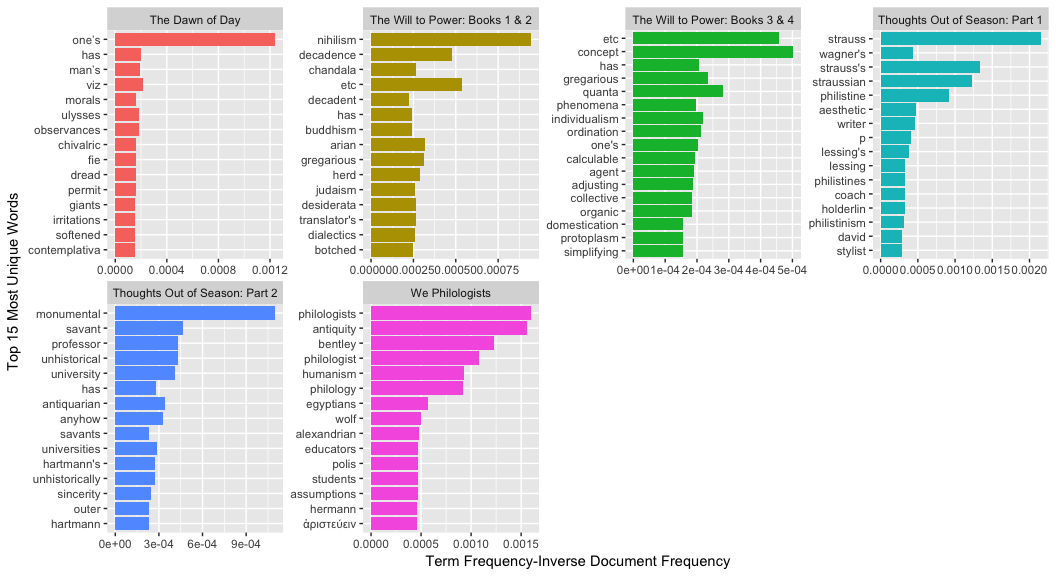 Top 15 Most Unique Words
The Dawn of Day
one's
has
man's
viz
morals
ulysses
observances
chivalric
fie
dread
permit
giants
irritations
softened
contemplativa
0.0000 0.0004 0.0008 0.0012
The Will to Power: Books 1 & 2
nihilism
decadence
chandala
etc
decadent
has
buddhism
arian
gregarious
herd
judaism
desiderata
translator's
dialectics
botched
0.00000 0.00025 0.00050 0.00075
The Will to Power: Books 3 & 4
etc
concept
has
gregarious
quanta
phenomena
individualism
ordination
one's
calculable
agent
adjusting
collective
organic
domestication
protoplasm
simplifying
0e+00 1e-04 2e-04 3e-04 4e-04 5e-04
Thoughts Out of Season: Part 1
strauss
wagner's
strauss's
straussian
philistine
aesthetic
writer
p
lessing's
lessing
philistines
coach
holderlin
philistinism
david
stylist
0.0000 0.0005 0.0010 0.0015 0.0020
Thoughts Out of Season: Part 2
monumental
savant
professor
unhistorical
university
has
antiquarian
anyhow
savants
universities
hartmann's
unhistorically
sincerity
outer
hartmann
0e+00 3e-04 6e-04 9e-04
We Philologists
philologists
antiquity
bentley
philologist
humanism
philology
egyptians
wolf
alexandrian
educators
polis
students
assumptions
hermann
ἀριστεύειν
0.0000 0.0005 0.0010 0.0015
Term Frequency-Inverse Document Frequency